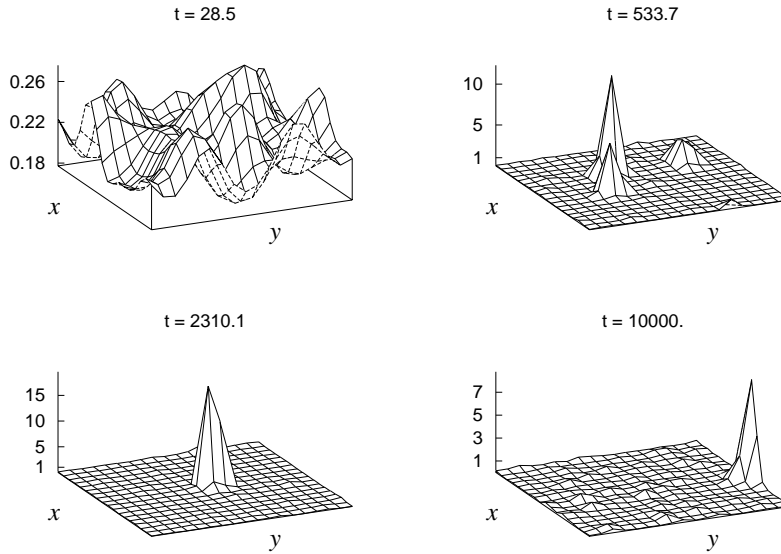 t = 28.5
0.26
0.22
0.18
x
y
t = 533.7
10
5
1
x
y
t = 2310.1
15
10
5
1
x
y
t = 10000.
7
5
3
1
x
y